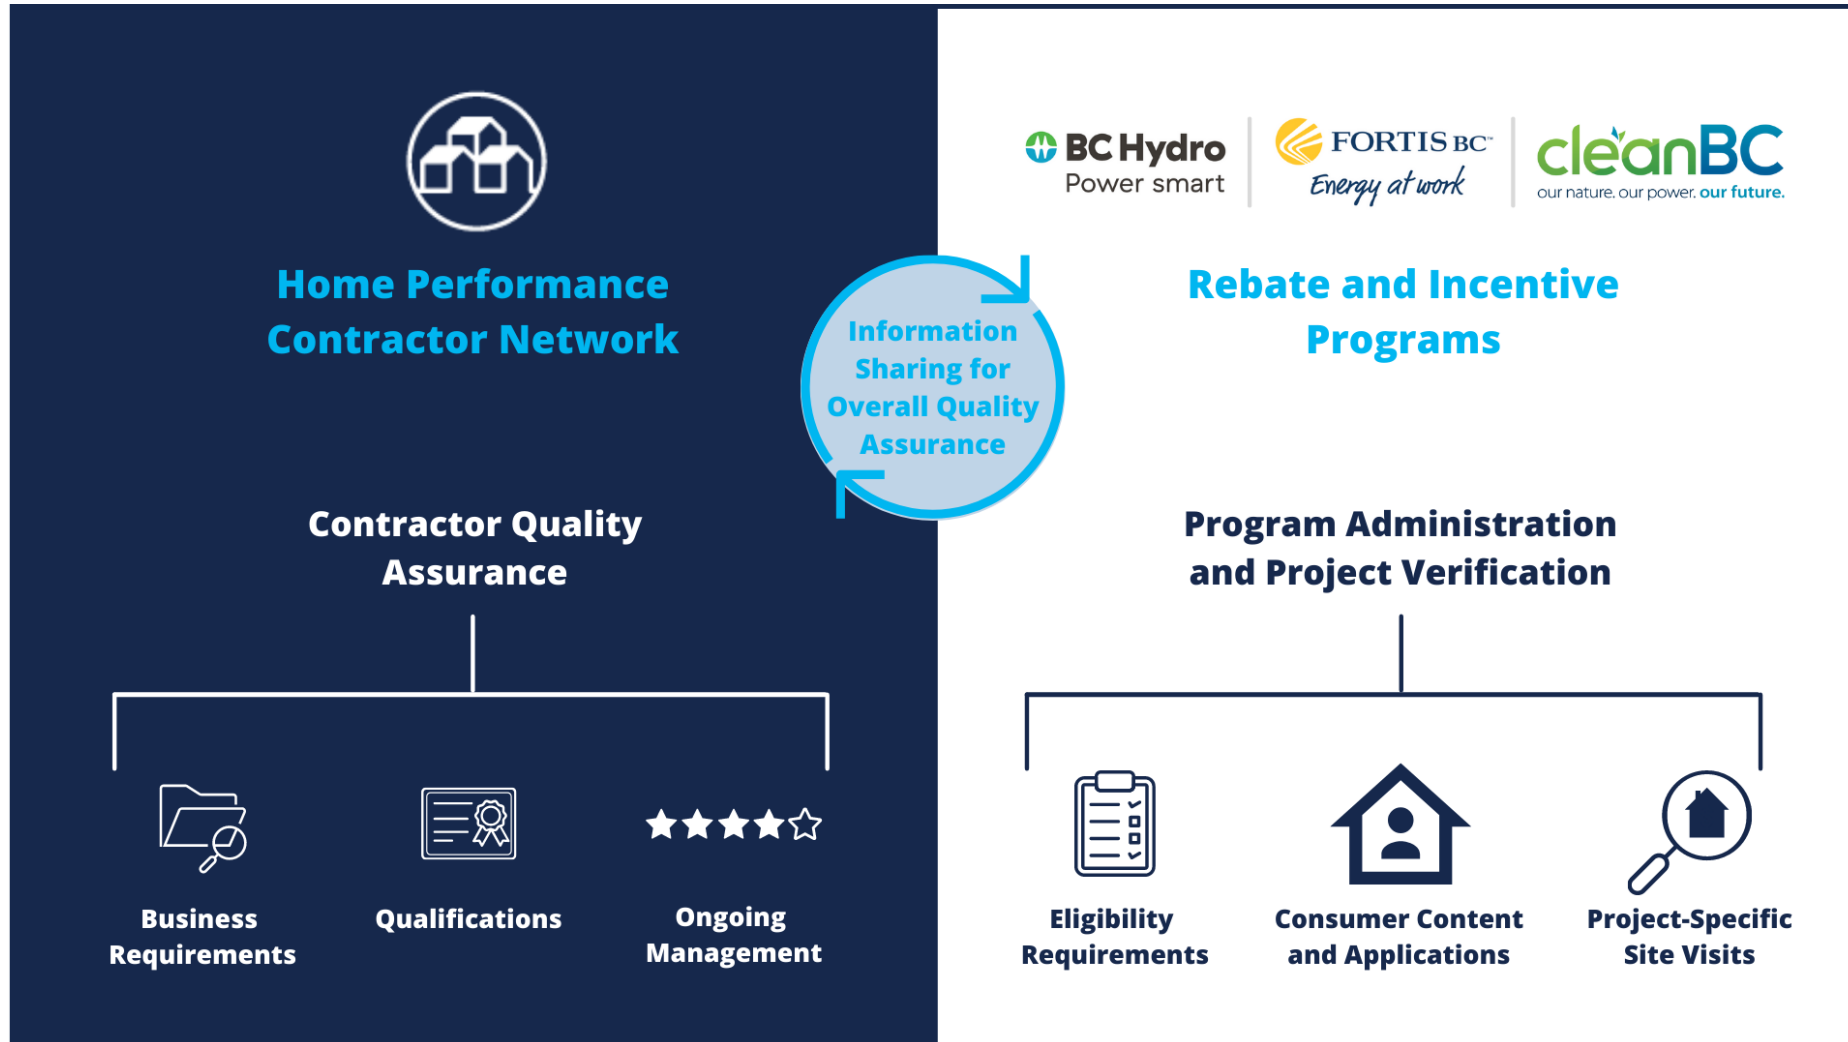 Home Performance
Contractor Network
Contractor Quality
Assurance
Business
Requirements
Qualifications
Ongoing
Management
Information
Sharing for
Overall Quality
Assurance
BC Hydro
Power smart
FORTIS BC™
Energy at work
cleanBC
our nature. our power. our future.
Rebate and Incentive
Programs
Program Administration
and Project Verification
Eligibility
Requirements
Consumer Content
and Applications
Project-Specific
Site Visits